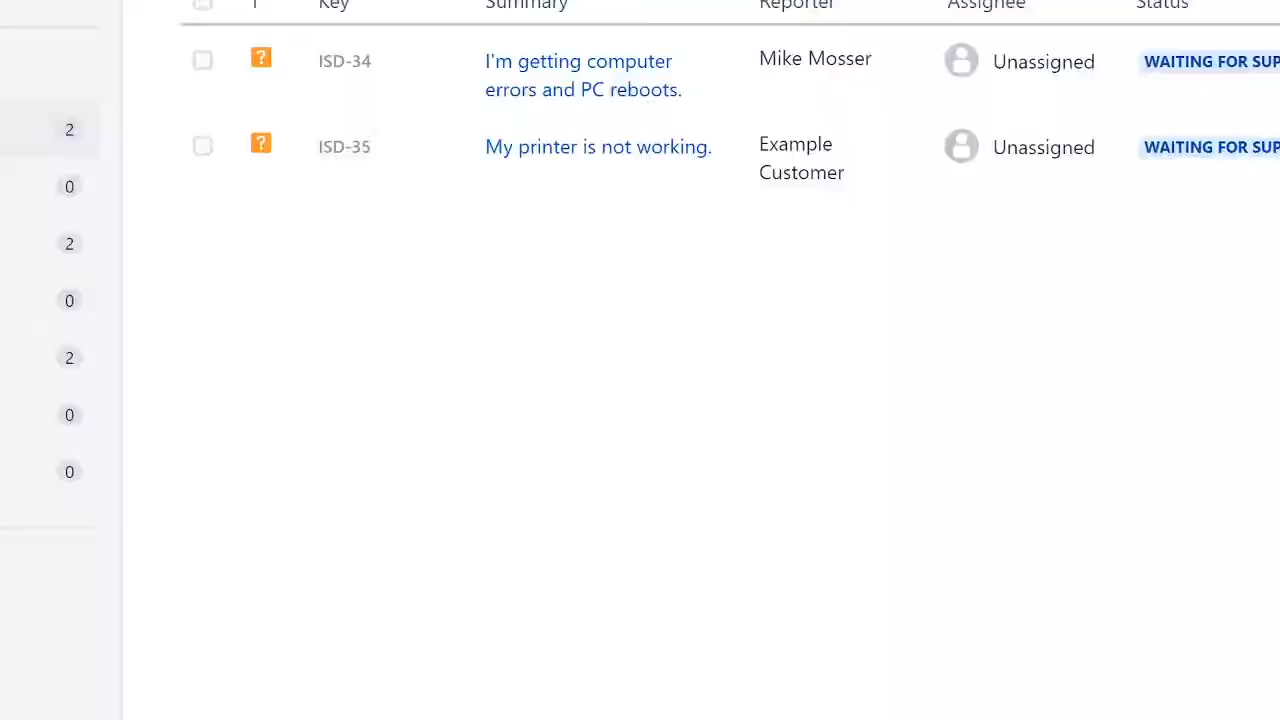 T Key Summary Reporter Assignee Status
? ISD-34 I'm getting computer errors and PC reboots. Mike Mosser Unassigned WAITING FOR SUP
2
? ISD-35 My printer is not working. Example Customer Unassigned WAITING FOR SUP
0
2
0
2
0
0